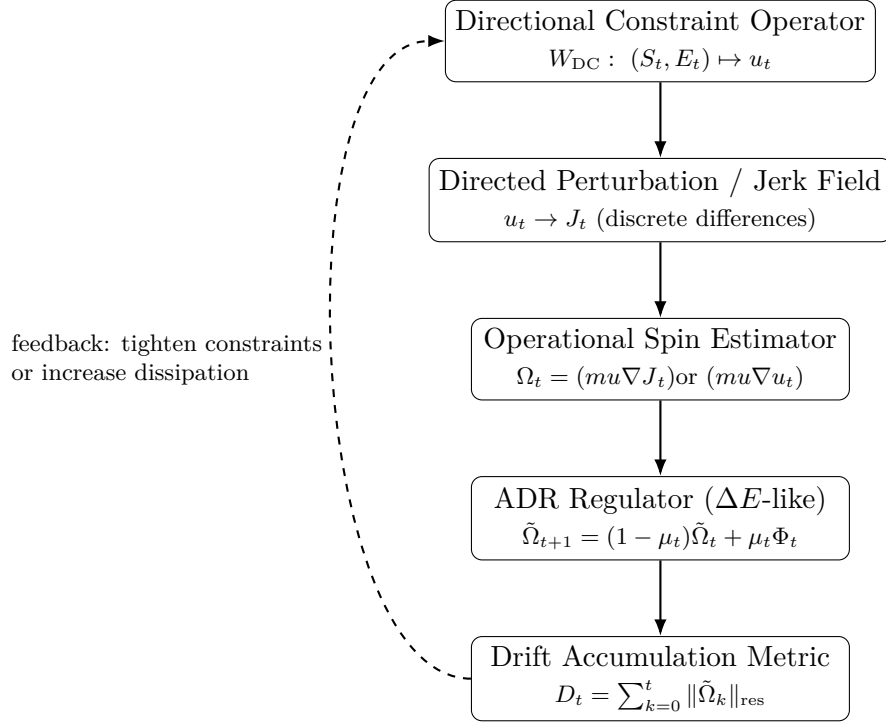 Directional Constraint Operator
W_DC : (S_t, E_t) ↦ u_t
Directed Perturbation / Jerk Field
u_t → J_t (discrete differences)
feedback: tighten constraints
or increase dissipation
Operational Spin Estimator
Ω_t = (mu∇J_t)or (mu∇u_t)
ADR Regulator (ΔE-like)
Ω̃_{t+1} = (1 − μ_t)Ω̃_t + μ_tΦ_t
Drift Accumulation Metric
D_t = ∑_{k=0}^{t} ‖Ω̃_k‖_res